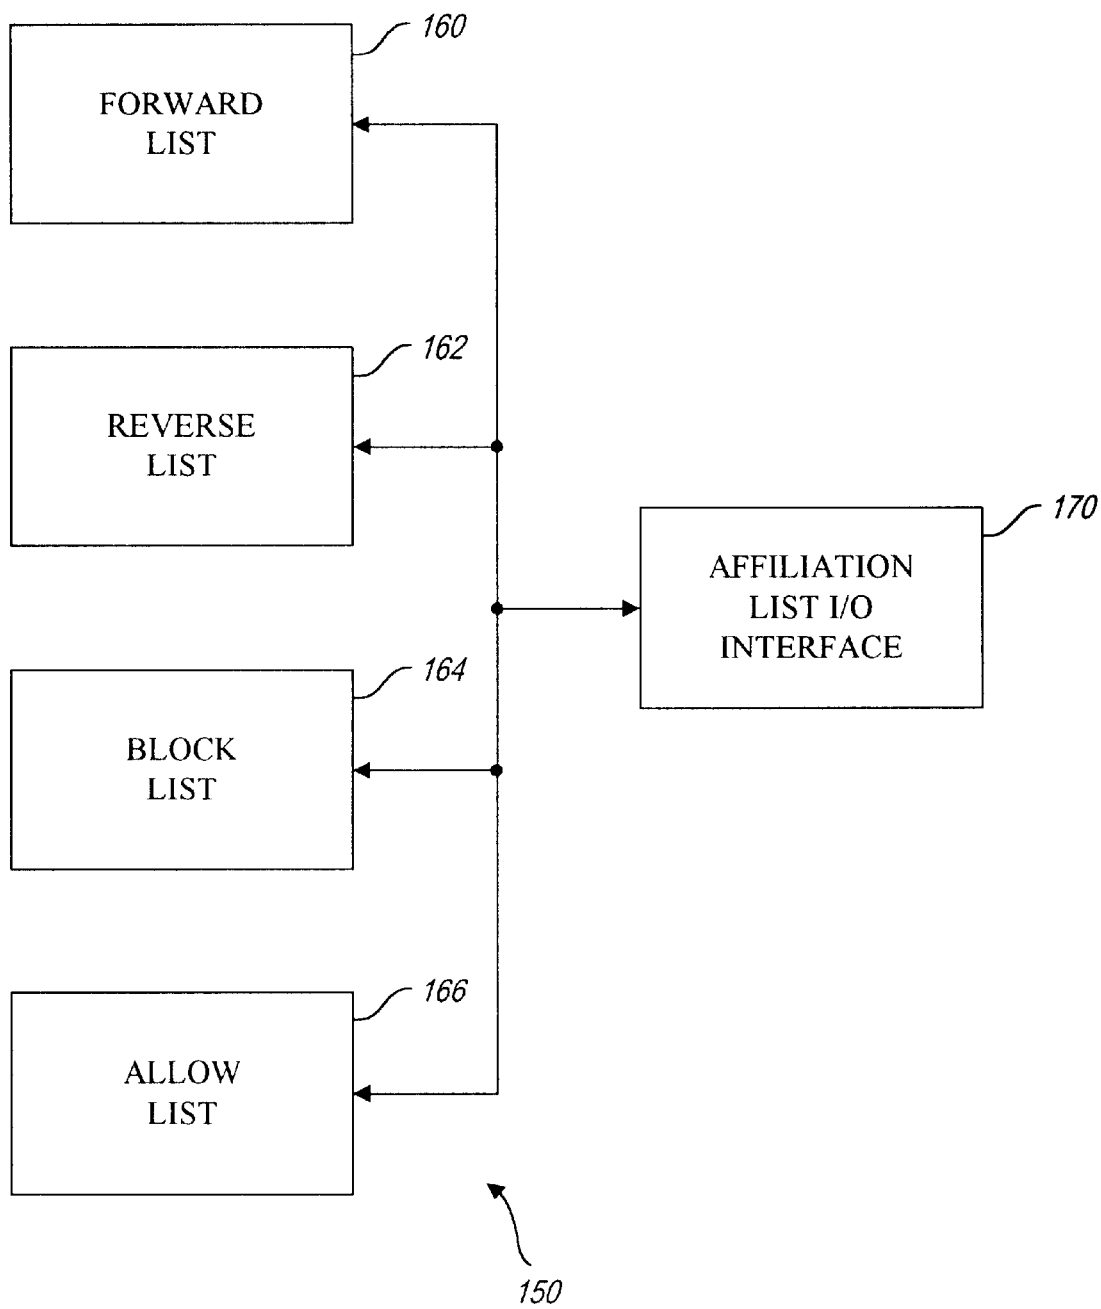 160
FORWARD
LIST
162
REVERSE
LIST
170
AFFILIATION
LIST I/O
INTERFACE
164
BLOCK
LIST
166
ALLOW
LIST
150